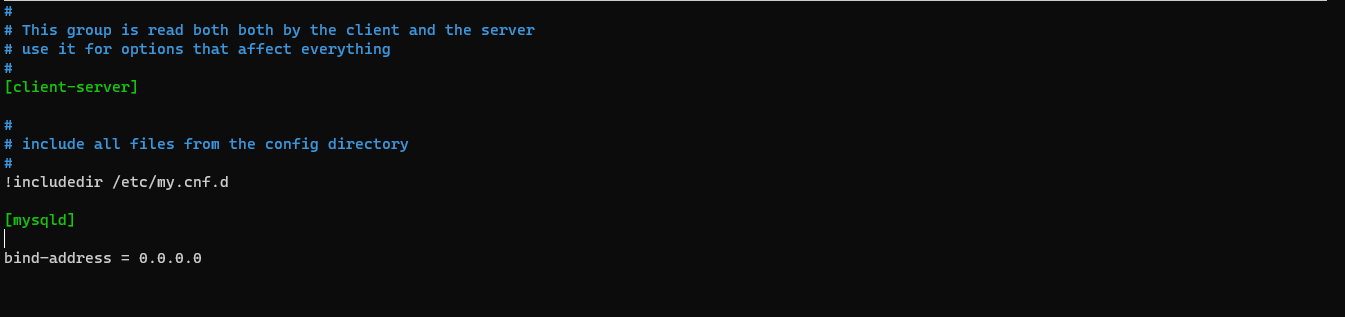 #
# This group is read both both by the client and the server
# use it for options that affect everything
#
[client-server]
#
# include all files from the config directory
#
!includedir /etc/my.cnf.d
[mysqld]
bind-address = 0.0.0.0